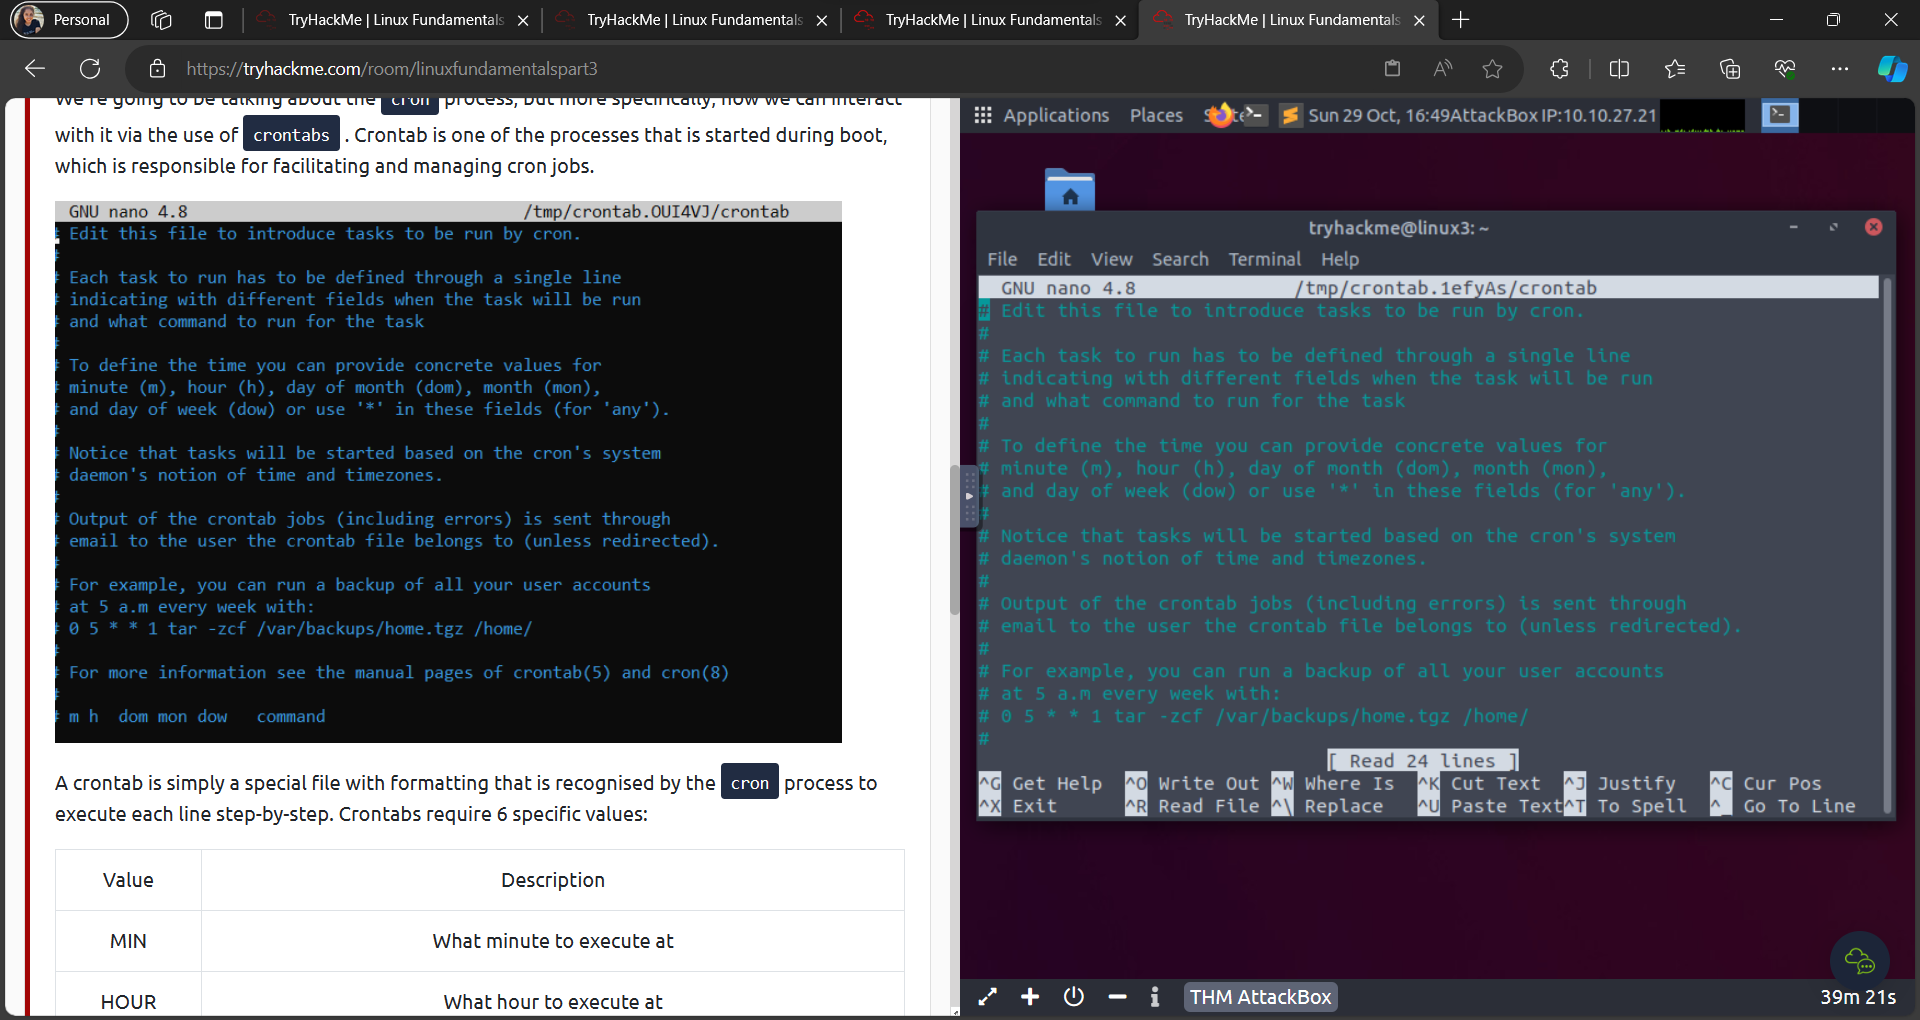 Personal
TryHackMe | Linux Fundamentals
TryHackMe | Linux Fundamentals
TryHackMe | Linux Fundamentals
TryHackMe | Linux Fundamentals
https://tryhackme.com/room/linuxfundamentalspart3
We're going to be talking about the cron process, but more specifically, how we can interact
with it via the use of crontabs . Crontab is one of the processes that is started during boot,
which is responsible for facilitating and managing cron jobs.
GNU nano 4.8 /tmp/crontab.OUI4VJ/crontab
# Edit this file to introduce tasks to be run by cron.
#
# Each task to run has to be defined through a single line
# indicating with different fields when the task will be run
# and what command to run for the task
#
# To define the time you can provide concrete values for
# minute (m), hour (h), day of month (dom), month (mon),
# and day of week (dow) or use '*' in these fields (for 'any').
#
# Notice that tasks will be started based on the cron's system
# daemon's notion of time and timezones.
#
# Output of the crontab jobs (including errors) is sent through
# email to the user the crontab file belongs to (unless redirected).
#
# For example, you can run a backup of all your user accounts
# at 5 a.m every week with:
# 0 5 * * 1 tar -zcf /var/backups/home.tgz /home/
#
# For more information see the manual pages of crontab(5) and cron(8)
#
# m h  dom mon dow   command
A crontab is simply a special file with formatting that is recognised by the cron process to
execute each line step-by-step. Crontabs require 6 specific values:
Value Description
MIN What minute to execute at
HOUR What hour to execute at
Applications Places Sun 29 Oct, 16:49 AttackBox IP:10.10.27.21
tryhackme@linux3: ~
File Edit View Search Terminal Help
GNU nano 4.8 /tmp/crontab.1efyAs/crontab
# Edit this file to introduce tasks to be run by cron.
#
# Each task to run has to be defined through a single line
# indicating with different fields when the task will be run
# and what command to run for the task
#
# To define the time you can provide concrete values for
# minute (m), hour (h), day of month (dom), month (mon),
# and day of week (dow) or use '*' in these fields (for 'any').
#
# Notice that tasks will be started based on the cron's system
# daemon's notion of time and timezones.
#
# Output of the crontab jobs (including errors) is sent through
# email to the user the crontab file belongs to (unless redirected).
#
# For example, you can run a backup of all your user accounts
# at 5 a.m every week with:
# 0 5 * * 1 tar -zcf /var/backups/home.tgz /home/
#
[ Read 24 lines ]
^G Get Help ^O Write Out ^W Where Is ^K Cut Text ^J Justify ^C Cur Pos
^X Exit ^R Read File ^\ Replace ^U Paste Text ^T To Spell ^_ Go To Line
THM AttackBox
39m 21s